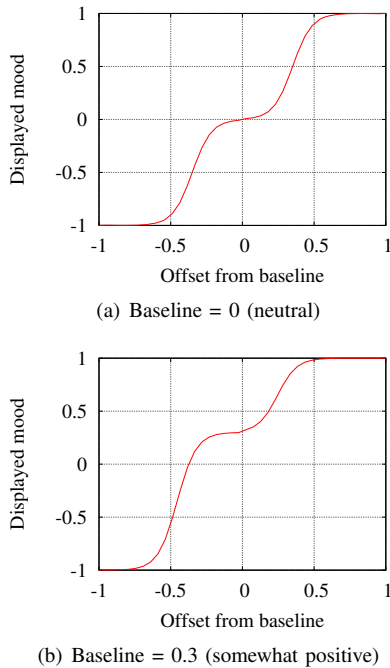 1
0.5
0
-0.5
-1
Displayed mood
-1 -0.5 0 0.5 1
Offset from baseline
(a) Baseline = 0 (neutral)
1
0.5
0
-0.5
-1
Displayed mood
-1 -0.5 0 0.5 1
Offset from baseline
(b) Baseline = 0.3 (somewhat positive)